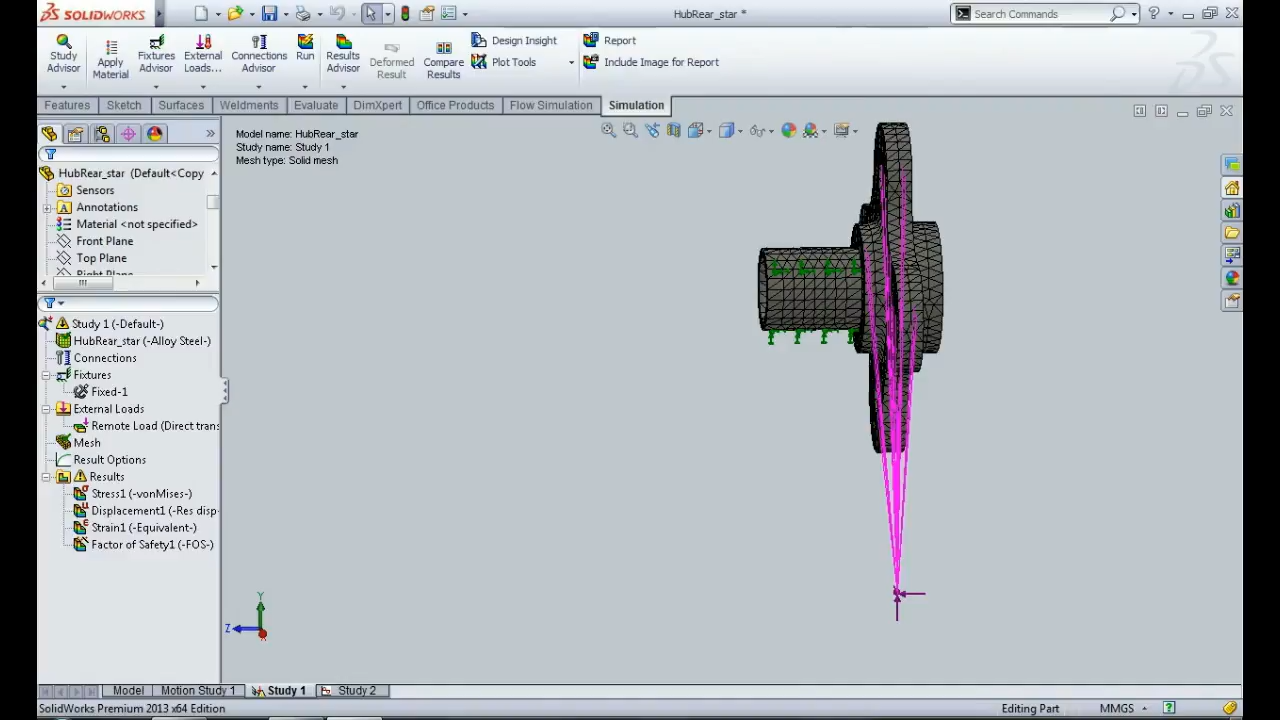 SOLIDWORKS
HubRear_star *
Search Commands
Study Advisor
Apply Material
Fixtures Advisor
External Loads...
Connections Advisor
Run
Results Advisor
Deformed Result
Compare Results
Design Insight
Plot Tools
Report
Include Image for Report
Features
Sketch
Surfaces
Weldments
Evaluate
DimXpert
Office Products
Flow Simulation
Simulation
Model name: HubRear_star
Study name: Study 1
Mesh type: Solid mesh
HubRear_star (Default<Copy
Sensors
Annotations
Material <not specified>
Front Plane
Top Plane
Right Plane
Study 1 (-Default-)
HubRear_star (-Alloy Steel-)
Connections
Fixtures
Fixed-1
External Loads
Remote Load (Direct trans
Mesh
Result Options
Results
Stress1 (-vonMises-)
Displacement1 (-Res disp-
Strain1 (-Equivalent-)
Factor of Safety1 (-FOS-)
Y
Z
X
Model
Motion Study 1
Study 1
Study 2
SolidWorks Premium 2013 x64 Edition
Editing Part
MMGS